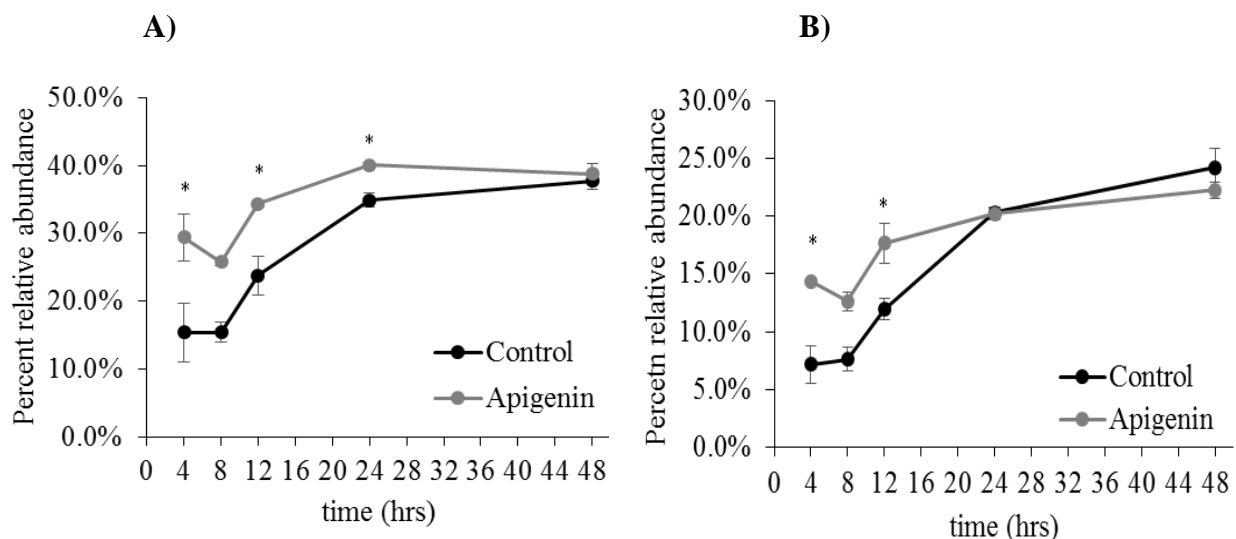 A)
B)
Percent relative abundance
50.0%
40.0%
30.0%
20.0%
10.0%
0.0%
*
*
*
Control
Apigenin
0 4 8 12 16 20 24 28 32 36 40 44 48
time (hrs)
Percetn relative abundance
30.0%
25.0%
20.0%
15.0%
10.0%
5.0%
0.0%
*
*
Control
Apigenin
0 4 8 12 16 20 24 28 32 36 40 44 48
time (hrs)